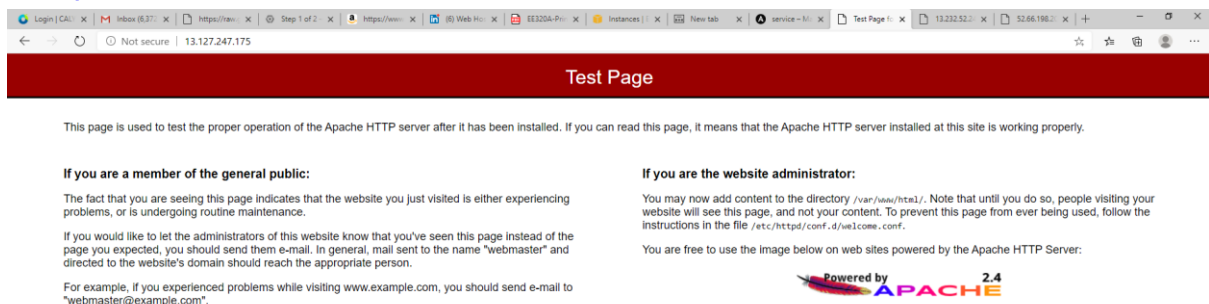 Login | CAL
Inbox (6,37
https://raw
Step 1 of 2
https://www
(6) Web Ho
EE320A-Pri
Instances |
New tab
service – M
Test Page fo
13.232.52.2
52.66.198.2
Not secure | 13.127.247.175
Test Page
This page is used to test the proper operation of the Apache HTTP server after it has been installed. If you can read this page, it means that the Apache HTTP server installed at this site is working properly.
If you are a member of the general public:
The fact that you are seeing this page indicates that the website you just visited is either experiencing
problems, or is undergoing routine maintenance.
If you would like to let the administrators of this website know that you've seen this page instead of the
page you expected, you should send them e-mail. In general, mail sent to the name "webmaster" and
directed to the website's domain should reach the appropriate person.
For example, if you experienced problems while visiting www.example.com, you should send e-mail to
"webmaster@example.com".
If you are the website administrator:
You may now add content to the directory /var/www/html/. Note that until you do so, people visiting your
website will see this page, and not your content. To prevent this page from ever being used, follow the
instructions in the file /etc/httpd/conf.d/welcome.conf.
You are free to use the image below on web sites powered by the Apache HTTP Server:
Powered by 2.4
APACHE